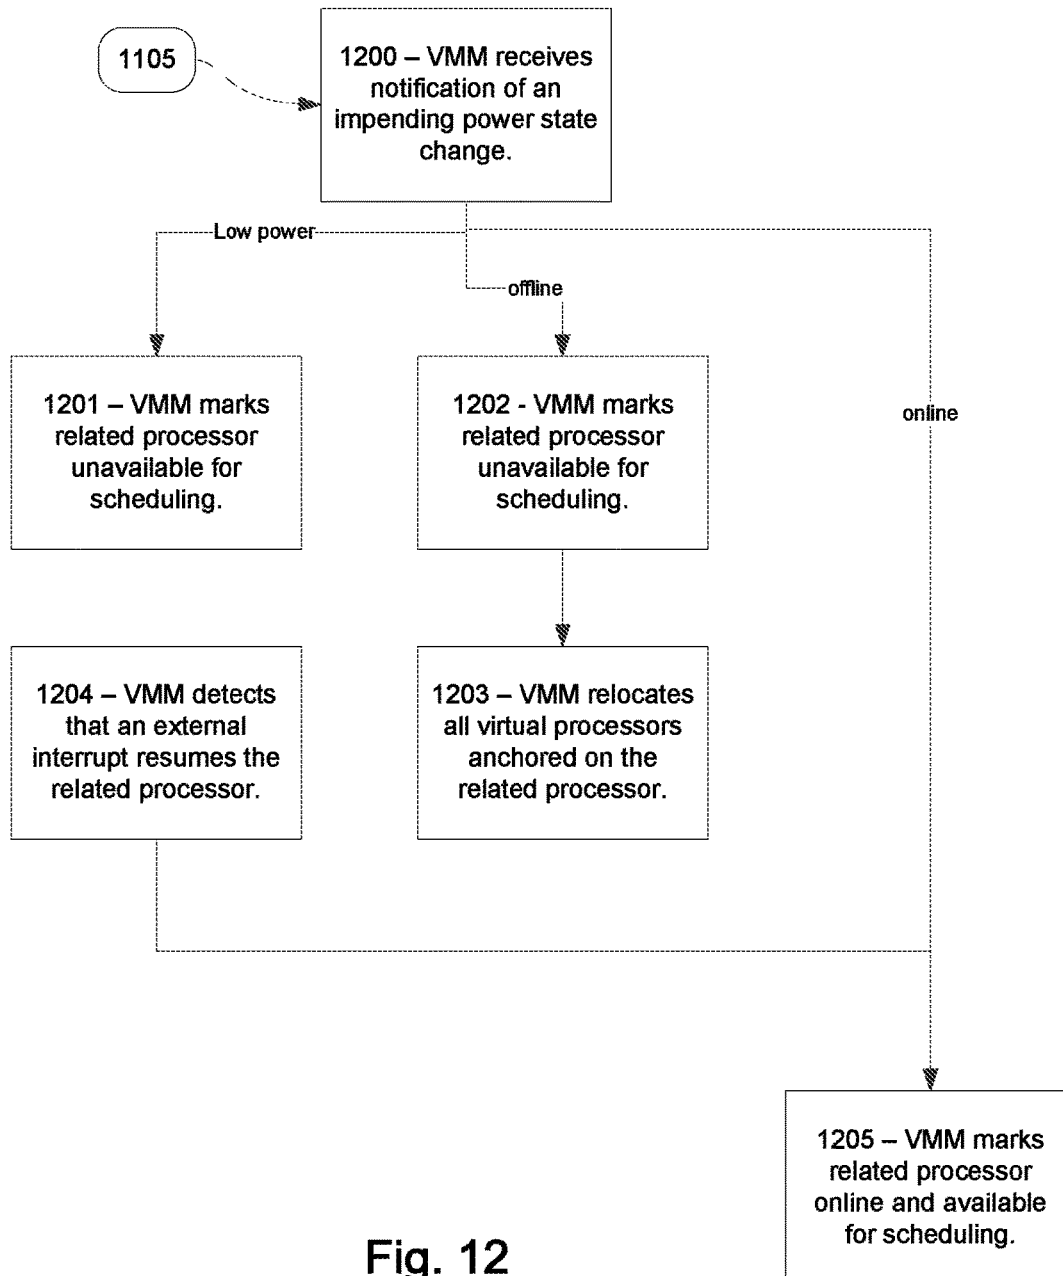 1105
1200 – VMM receives
notification of an
impending power state
change.
Low power
offline
online
1201 – VMM marks
related processor
unavailable for
scheduling.
1202 - VMM marks
related processor
unavailable for
scheduling.
1204 – VMM detects
that an external
interrupt resumes the
related processor.
1203 – VMM relocates
all virtual processors
anchored on the
related processor.
1205 – VMM marks
related processor
online and available
for scheduling.
Fig. 12